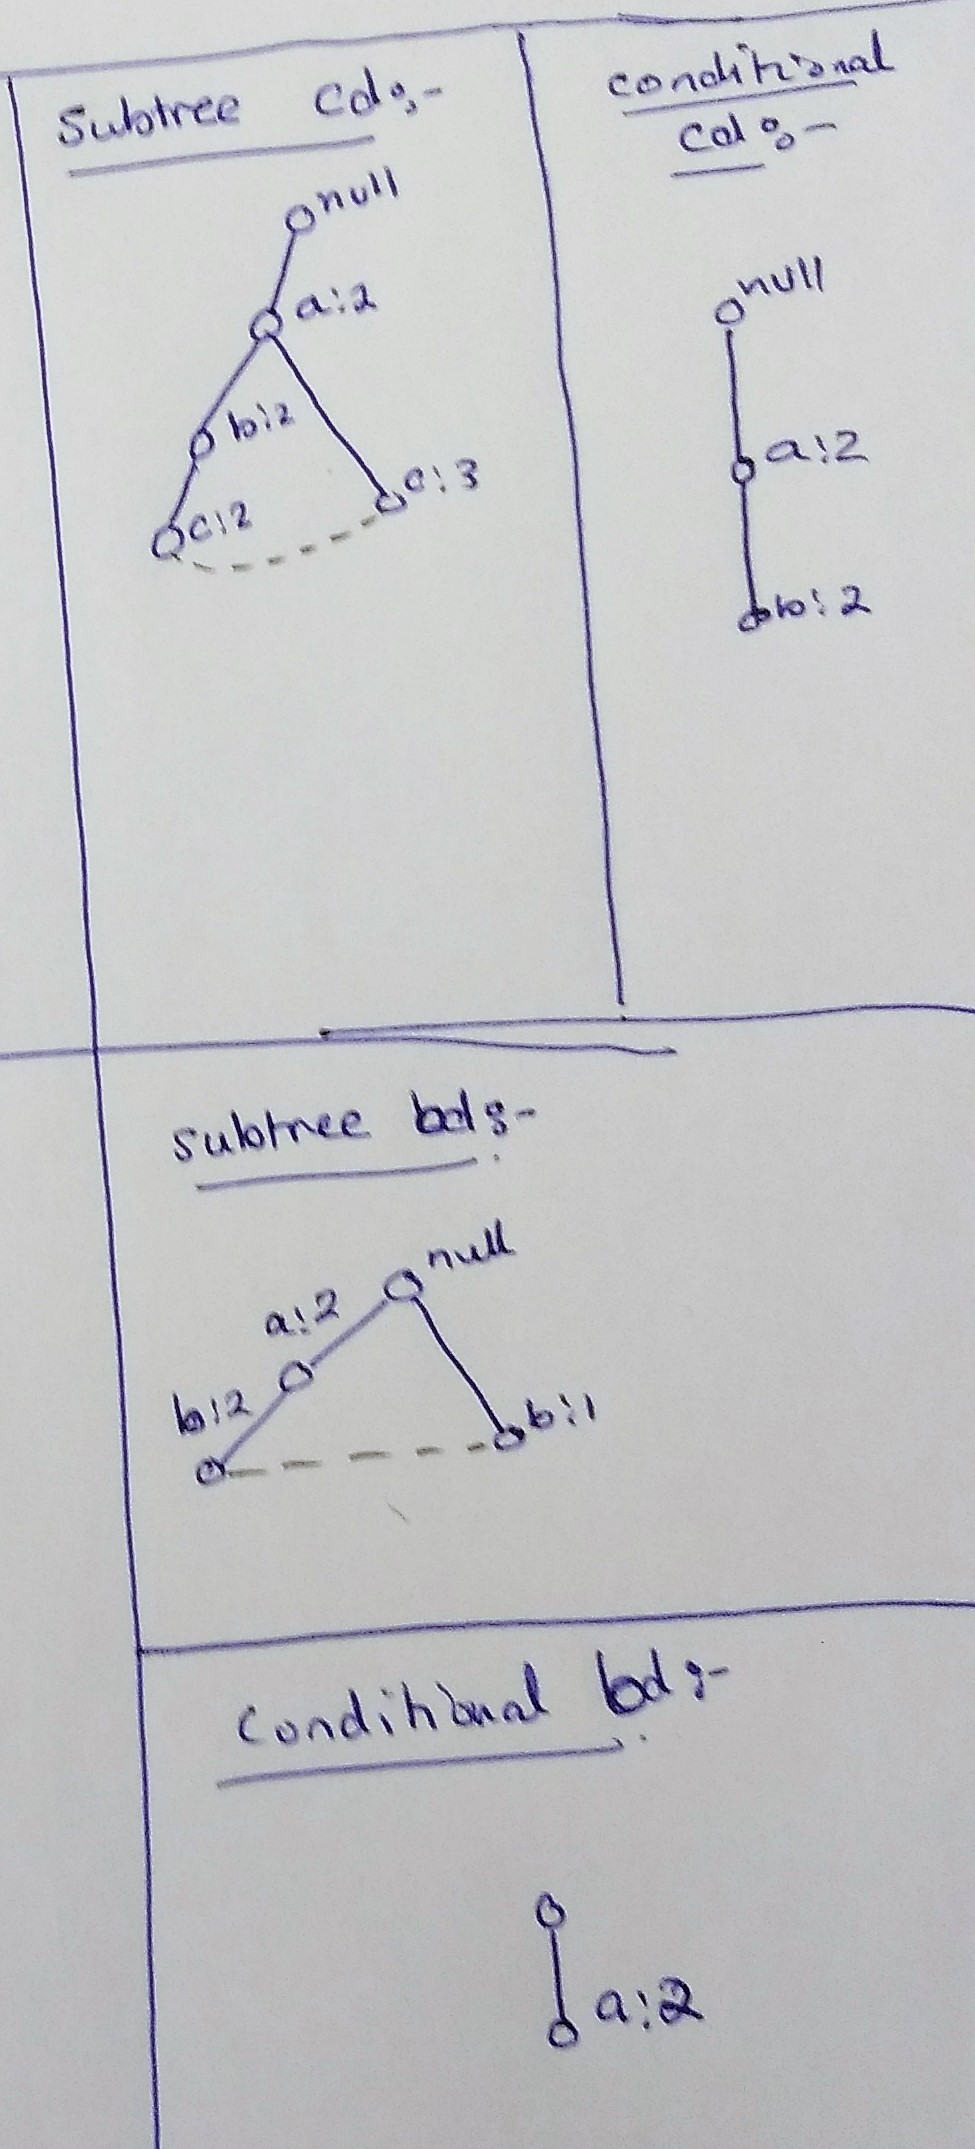 Subtree cd:-
null
a:2
b:2
c:3
c:2
conditional
cd:-
null
a:2
b:2
subtree bd:-
null
a:2
b:2
b:1
Conditional bd:-
a:2